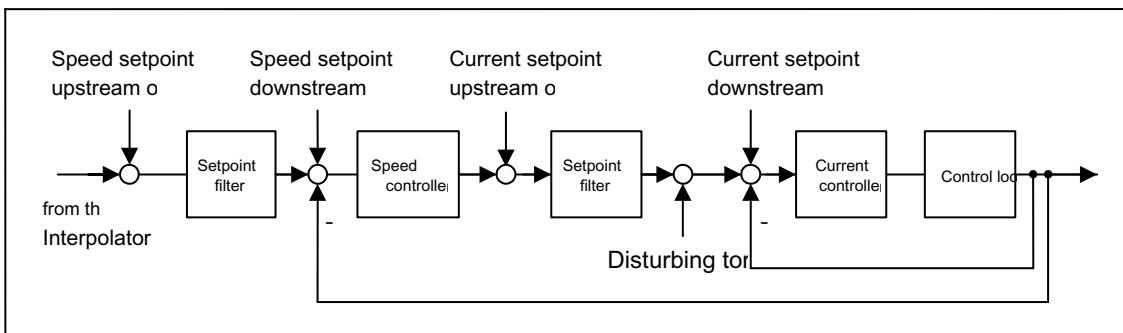 Speed setpoint
upstream o
Speed setpoint
downstream
Current setpoint
upstream o
Current setpoint
downstream
Setpoint
filter
Speed
controlle
Setpoint
filter
Current
controlle
Control loo
from th
Interpolator
-
-
Disturbing tor